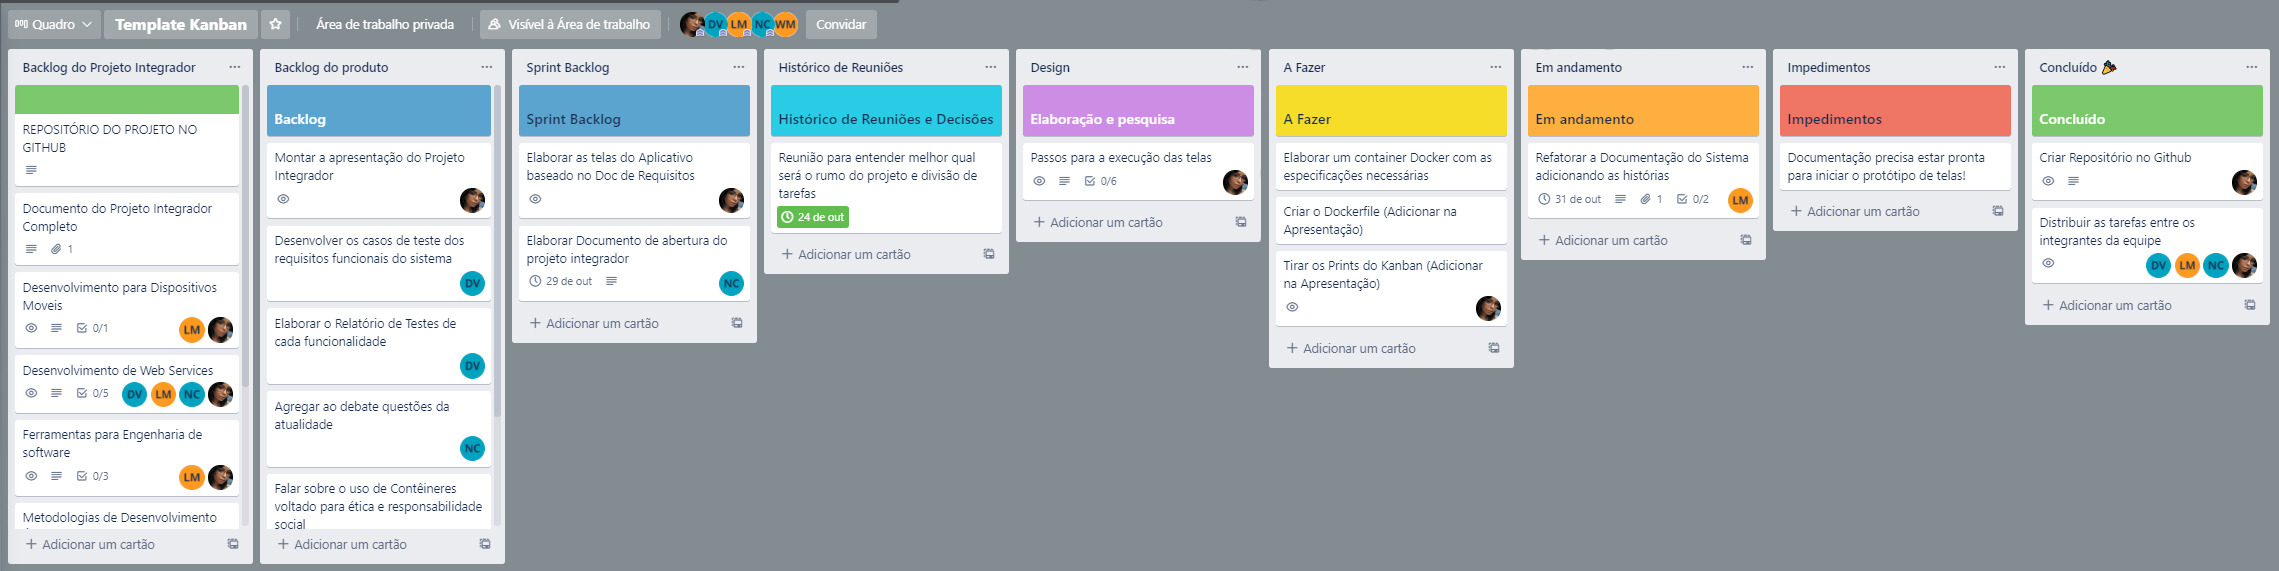 Quadro
Template Kanban
Área de trabalho privada
Visível à Área de trabalho
DV
LM
NC
WM
Convidar
Backlog do Projeto Integrador
REPOSITÓRIO DO PROJETO NO
GITHUB
Documento do Projeto Integrador
Completo
1
Desenvolvimento para Dispositivos
Moveis
0/1
LM
Desenvolvimento de Web Services
0/5
DV
LM
NC
Ferramentas para Engenharia de
software
0/3
LM
Metodologias de Desenvolvimento
+ Adicionar um cartão
Backlog do produto
Backlog
Montar a apresentação do Projeto
Integrador
Desenvolver os casos de teste dos
requisitos funcionais do sistema
DV
Elaborar o Relatório de Testes de
cada funcionalidade
DV
Agregar ao debate questões da
atualidade
NC
Falar sobre o uso de Contêineres
voltado para ética e responsabilidade
social
+ Adicionar um cartão
Sprint Backlog
Sprint Backlog
Elaborar as telas do Aplicativo
baseado no Doc de Requisitos
Elaborar Documento de abertura do
projeto integrador
29 de out
NC
+ Adicionar um cartão
Histórico de Reuniões
Histórico de Reuniões e Decisões
Reunião para entender melhor qual
será o rumo do projeto e divisão de
tarefas
24 de out
+ Adicionar um cartão
Design
Elaboração e pesquisa
Passos para a execução das telas
0/6
+ Adicionar um cartão
A Fazer
A Fazer
Elaborar um container Docker com as
especificações necessárias
Criar o Dockerfile (Adicionar na
Apresentação)
Tirar os Prints do Kanban (Adicionar
na Apresentação)
+ Adicionar um cartão
Em andamento
Em andamento
Refatorar a Documentação do Sistema
adicionando as histórias
31 de out
1
0/2
LM
+ Adicionar um cartão
Impedimentos
Impedimentos
Documentação precisa estar pronta
para iniciar o protótipo de telas!
+ Adicionar um cartão
Concluído 🎉
Concluído
Criar Repositório no Github
Distribuir as tarefas entre os
integrantes da equipe
DV
LM
NC
+ Adicionar um cartão